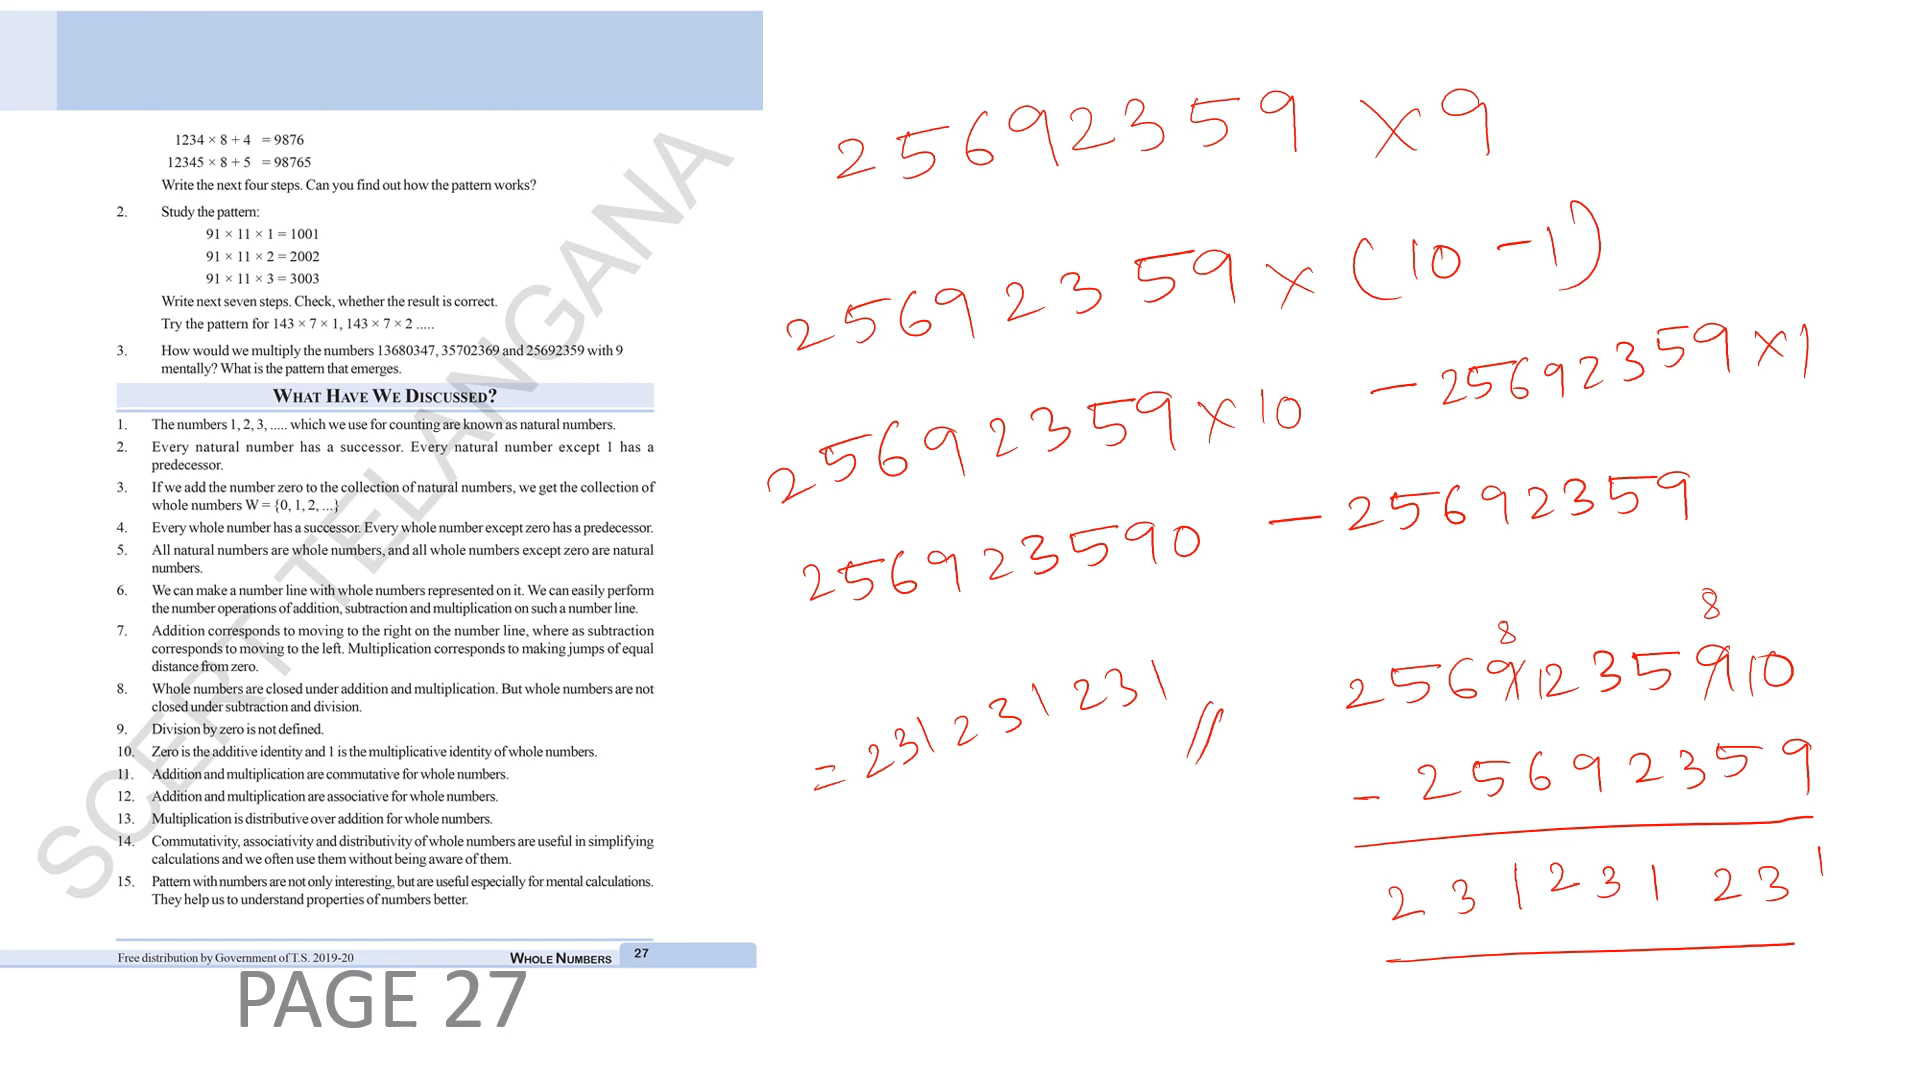 1234 × 8 + 4 = 9876
12345 × 8 + 5 = 98765
Write the next four steps. Can you find out how the pattern works?
2. Study the pattern:
91 × 11 × 1 = 1001
91 × 11 × 2 = 2002
91 × 11 × 3 = 3003
Write next seven steps. Check, whether the result is correct.
Try the pattern for 143 × 7 × 1, 143 × 7 × 2 .....
3. How would we multiply the numbers 13680347, 35702369 and 25692359 with 9
mentally? What is the pattern that emerges.
WHAT HAVE WE DISCUSSED?
1. The numbers 1, 2, 3, ..... which we use for counting are known as natural numbers.
2. Every natural number has a successor. Every natural number except 1 has a
predecessor.
3. If we add the number zero to the collection of natural numbers, we get the collection of
whole numbers W = {0, 1, 2, ...}
4. Every whole number has a successor. Every whole number except zero has a predecessor.
5. All natural numbers are whole numbers, and all whole numbers except zero are natural
numbers.
6. We can make a number line with whole numbers represented on it. We can easily perform
the number operations of addition, subtraction and multiplication on such a number line.
7. Addition corresponds to moving to the right on the number line, where as subtraction
corresponds to moving to the left. Multiplication corresponds to making jumps of equal
distance from zero.
8. Whole numbers are closed under addition and multiplication. But whole numbers are not
closed under subtraction and division.
9. Division by zero is not defined.
10. Zero is the additive identity and 1 is the multiplicative identity of whole numbers.
11. Addition and multiplication are commutative for whole numbers.
12. Addition and multiplication are associative for whole numbers.
13. Multiplication is distributive over addition for whole numbers.
14. Commutativity, associativity and distributivity of whole numbers are useful in simplifying
calculations and we often use them without being aware of them.
15. Pattern with numbers are not only interesting, but are useful especially for mental calculations.
They help us to understand properties of numbers better.
Free distribution by Government of T.S. 2019-20 WHOLE NUMBERS 27
SCERT TELANGANA
PAGE 27
25692359 × 9
25692359 × (10 - 1)
25692359 × 10 - 25692359 × 1
256923590 - 25692359
= 231231231 //
8 8
2569123591 0
- 25692359
231231231